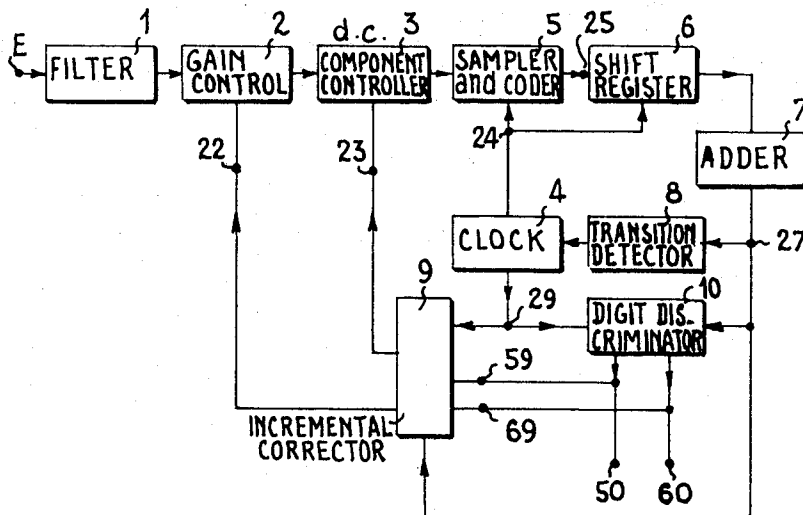 E
1
FILTER
2
GAIN
CONTROL
d.c. 3
COMPONENT
CONTROLLER
5
SAMPLER
and CODER
25
6
SHIFT
REGISTER
7
ADDER
22
23
24
4
CLOCK
8
TRANSITION
DETECTOR
27
9
29
10
DIGIT DIS-
CRIMINATOR
59
69
INCREMENTAL
CORRECTOR
50
60